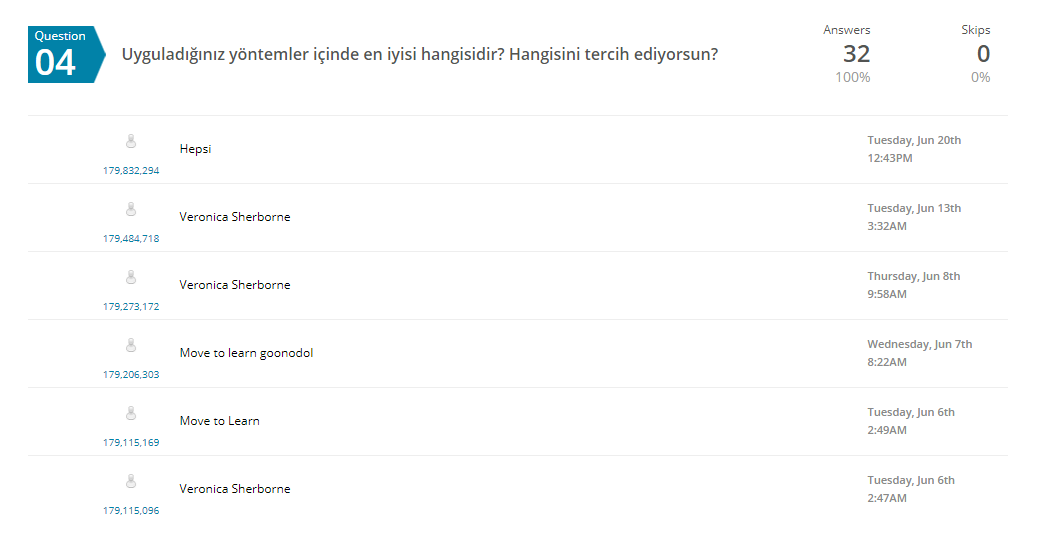 Question
04
Uyguladığınız yöntemler içinde en iyisi hangisidir? Hangisini tercih ediyorsun?
Answers
32
100%
Skips
0
0%
179,832,294
Hepsi
Tuesday, Jun 20th
12:43PM
179,484,718
Veronica Sherborne
Tuesday, Jun 13th
3:32AM
179,273,172
Veronica Sherborne
Thursday, Jun 8th
9:58AM
179,206,303
Move to learn goonodol
Wednesday, Jun 7th
8:22AM
179,115,169
Move to Learn
Tuesday, Jun 6th
2:49AM
179,115,096
Veronica Sherborne
Tuesday, Jun 6th
2:47AM